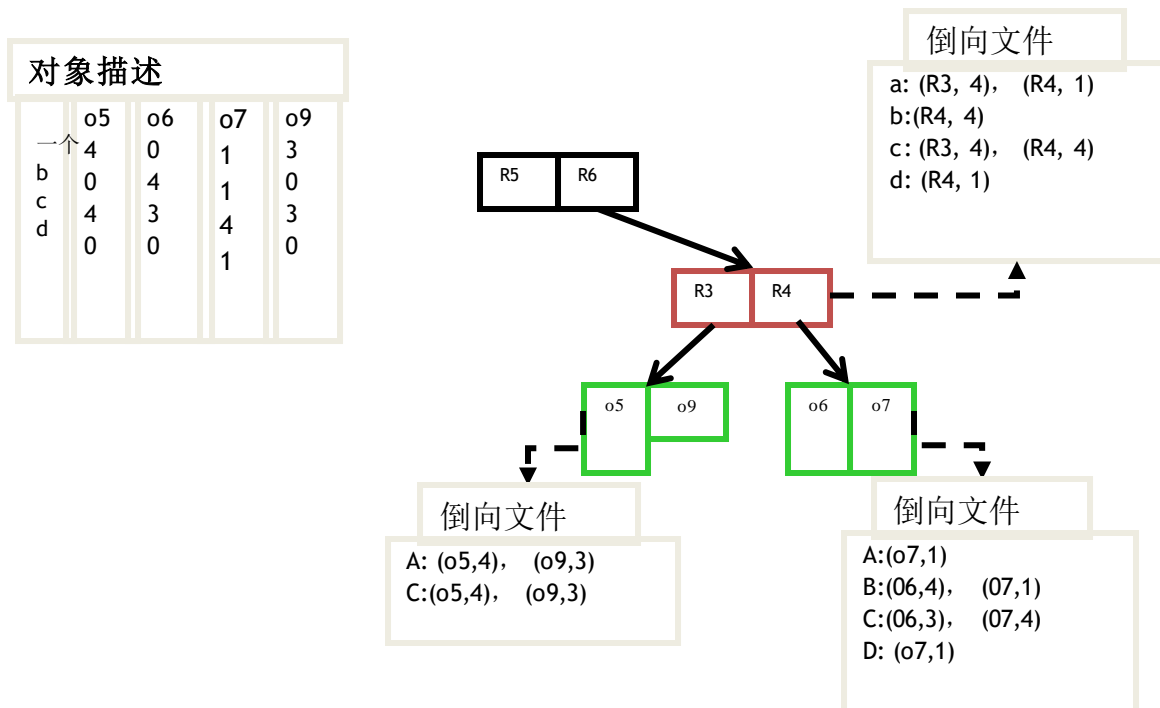 对象描述
o5 o6 o7 o9
一个 4 0 1 3
b 0 4 1 0
c 4 3 4 3
d 0 0 1 0
倒向文件
a: (R3, 4)， (R4, 1)
b:(R4, 4)
c: (R3, 4)， (R4, 4)
d: (R4, 1)
R5 R6
R3 R4
o5 o9
o6 o7
倒向文件
A: (o5,4)， (o9,3)
C:(o5,4)， (o9,3)
倒向文件
A:(o7,1)
B:(06,4)， (07,1)
C:(06,3)， (07,4)
D: (o7,1)